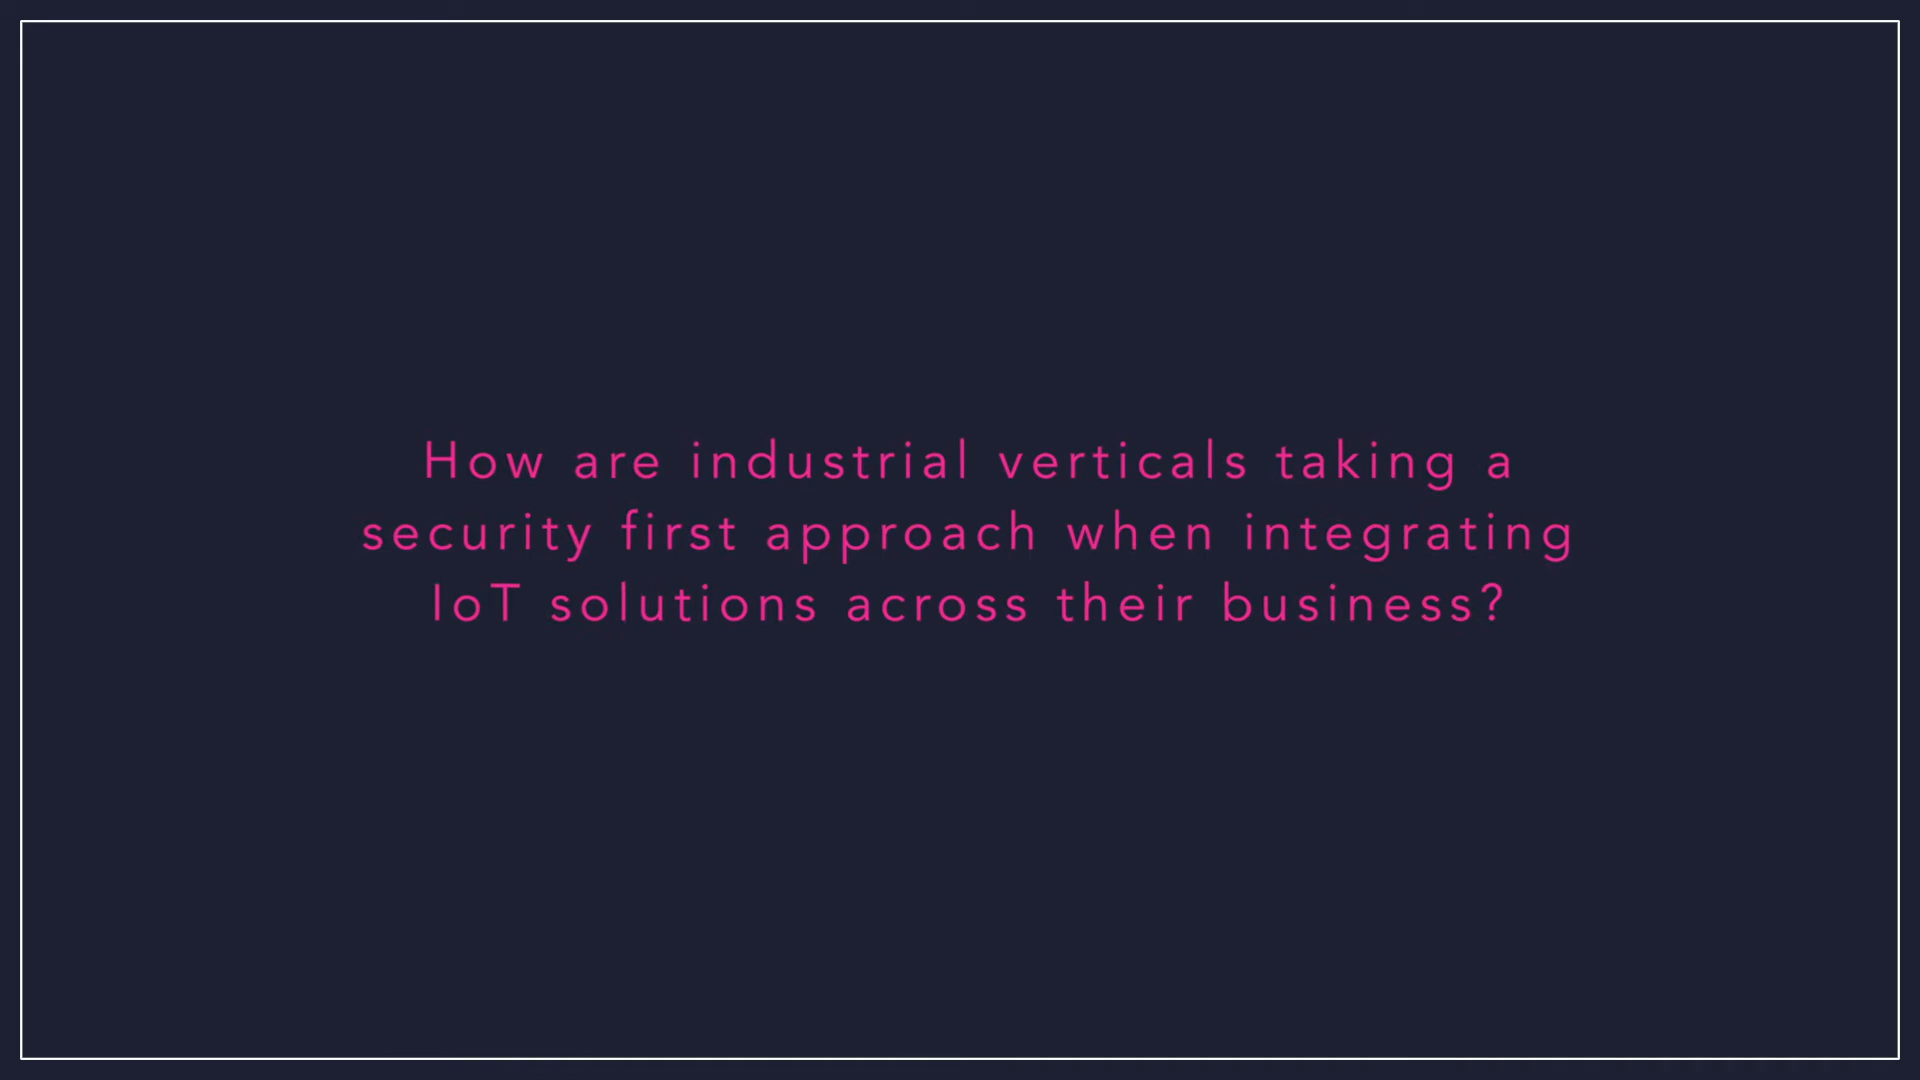 How are industrial verticals taking a
security first approach when integrating
IoT solutions across their business?